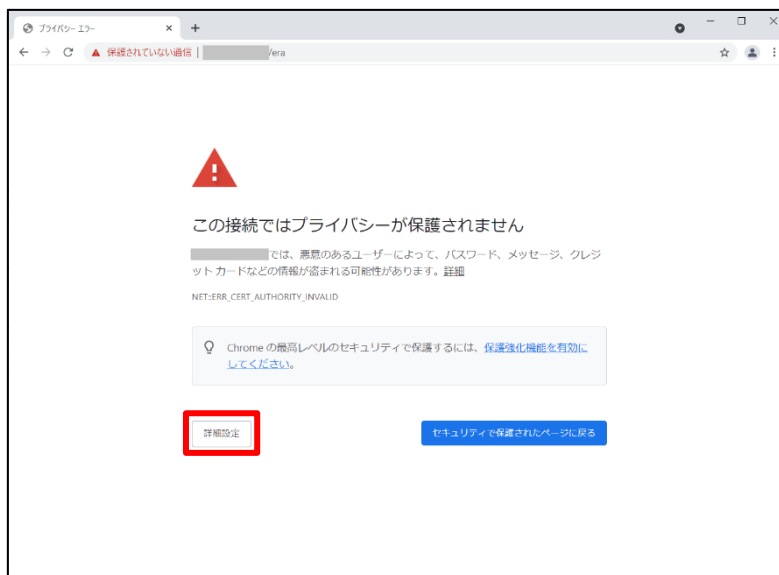 プライバシー エラー
保護されていない通信 | /era
この接続ではプライバシーが保護されません
では、悪意のあるユーザーによって、パスワード、メッセージ、クレジ
ット カードなどの情報が盗まれる可能性があります。詳細
NET::ERR_CERT_AUTHORITY_INVALID
Chrome の最高レベルのセキュリティで保護するには、保護強化機能を有効に
してください。
詳細設定
セキュリティで保護されたページに戻る